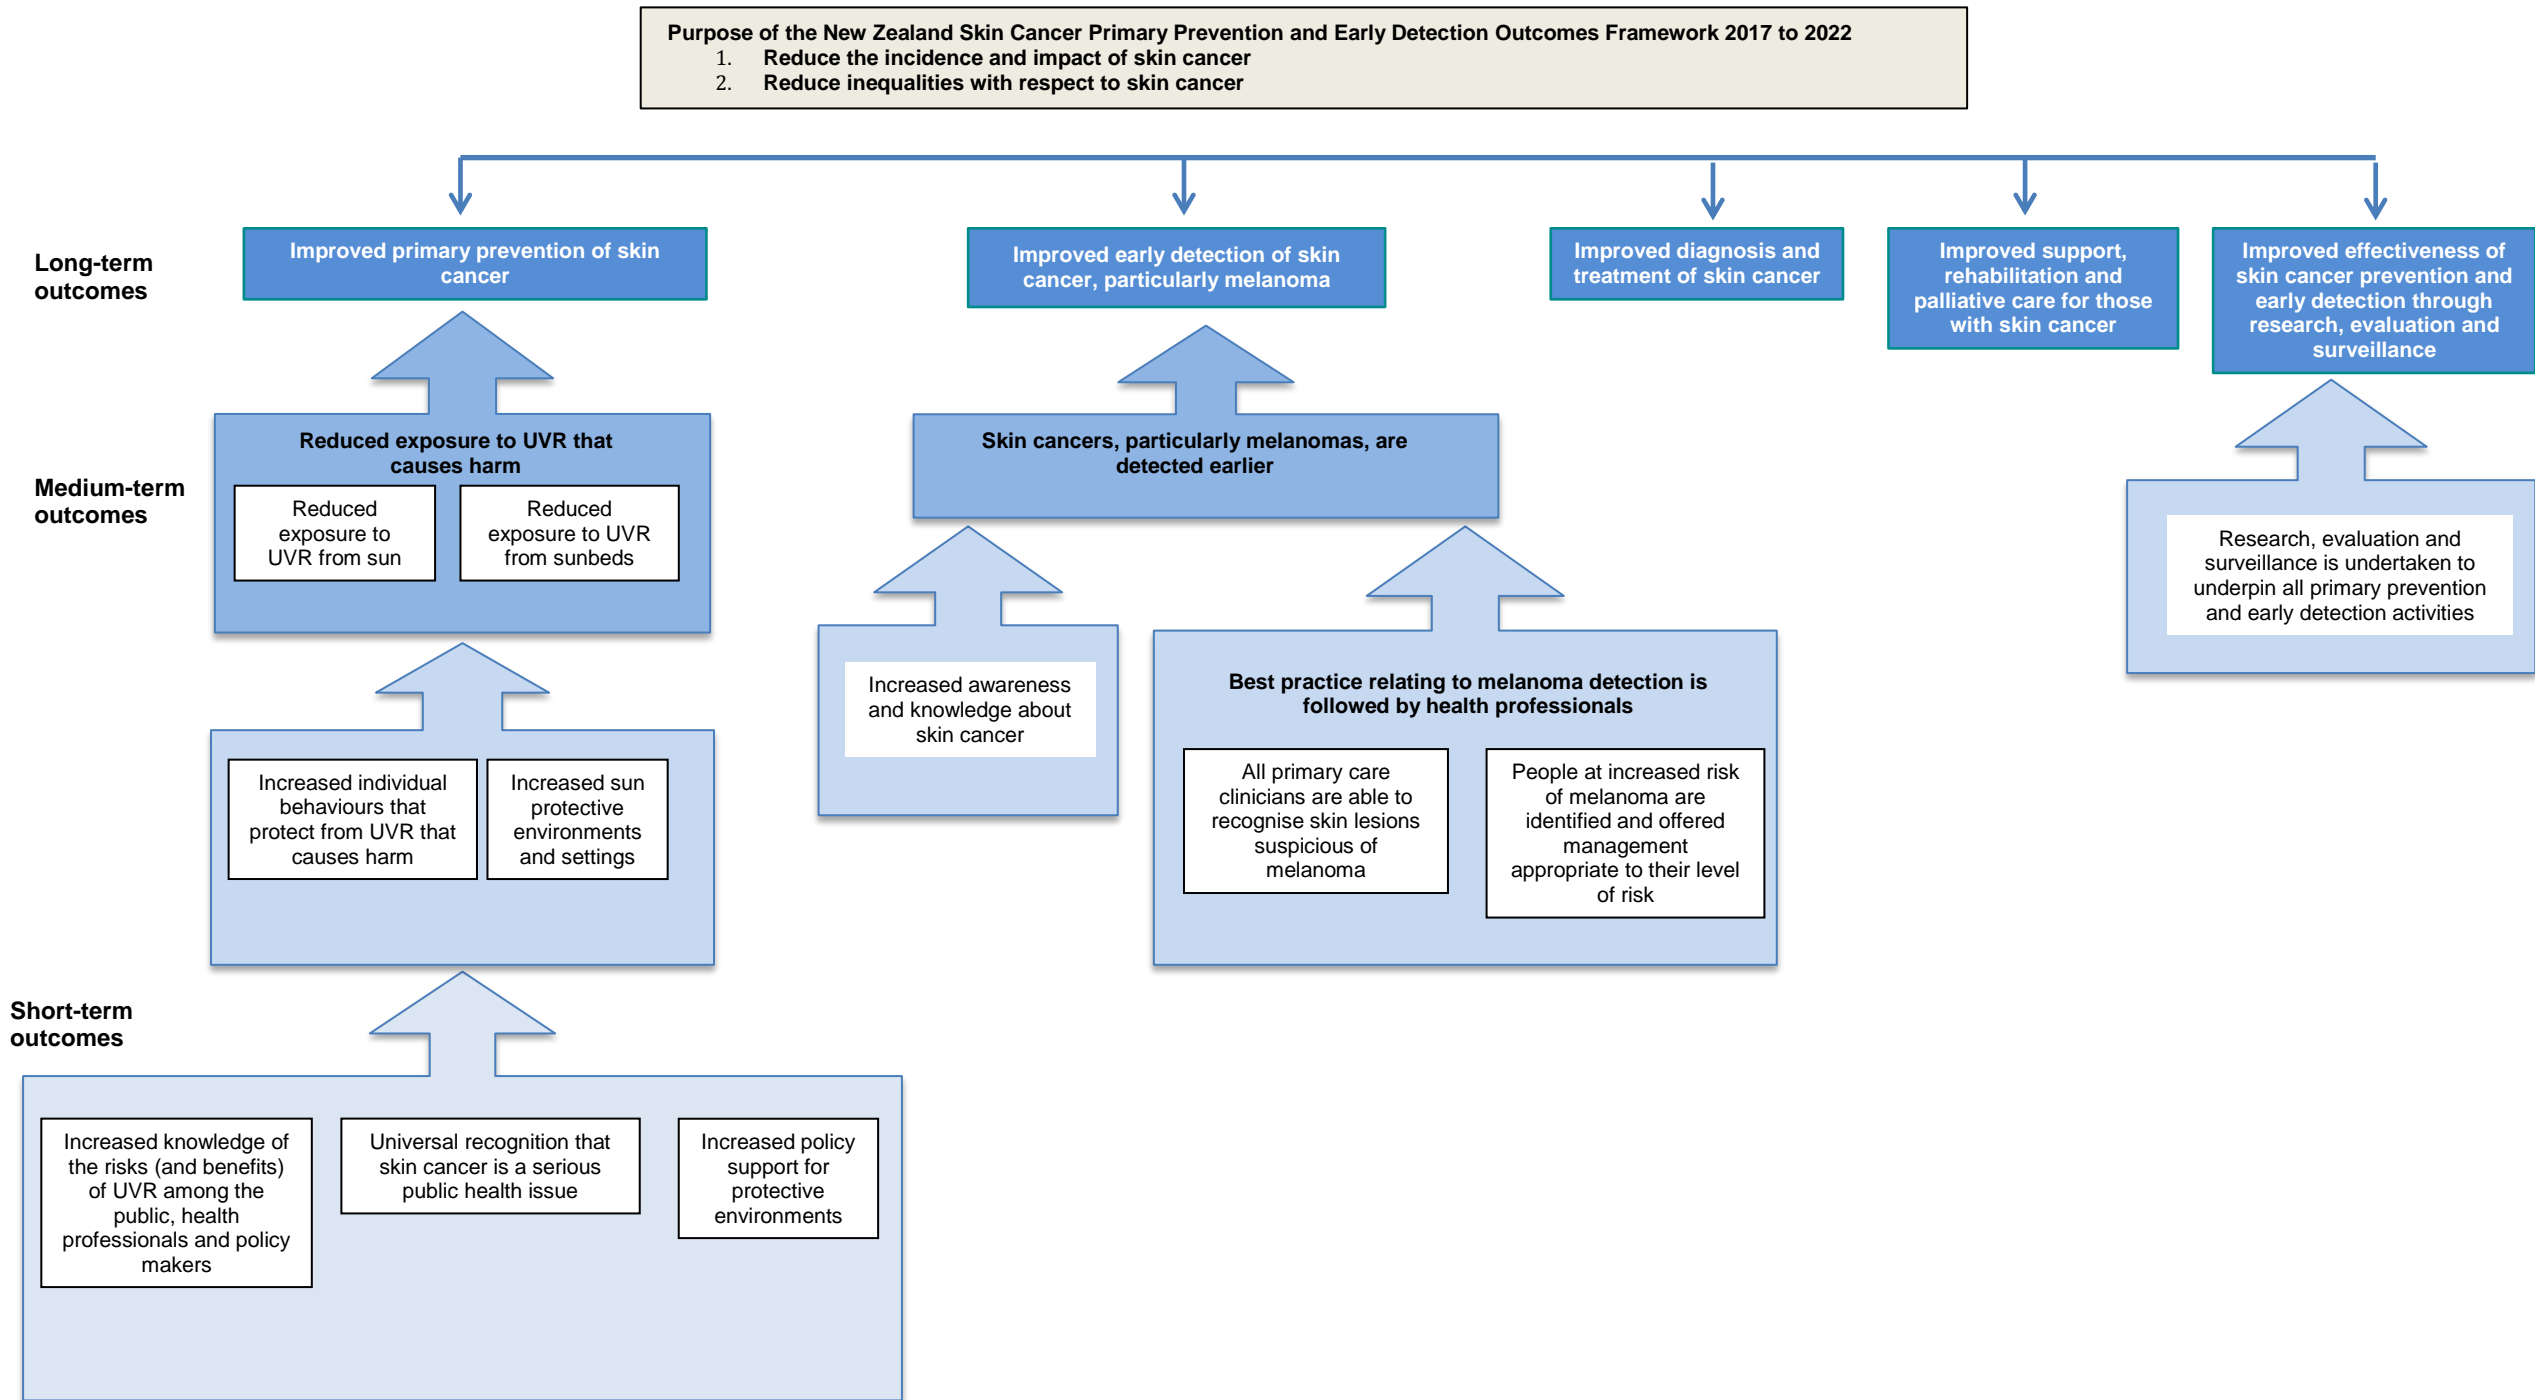 Purpose of the New Zealand Skin Cancer Primary Prevention and Early Detection Outcomes Framework 2017 to 2022
1. Reduce the incidence and impact of skin cancer
2. Reduce inequalities with respect to skin cancer
Long-term
outcomes
Improved primary prevention of skin
cancer
Improved early detection of skin
cancer, particularly melanoma
Improved diagnosis and
treatment of skin cancer
Improved support,
rehabilitation and
palliative care for those
with skin cancer
Improved effectiveness of
skin cancer prevention and
early detection through
research, evaluation and
surveillance
Medium-term
outcomes
Reduced exposure to UVR that
causes harm
Reduced
exposure to
UVR from sun
Reduced
exposure to UVR
from sunbeds
Skin cancers, particularly melanomas, are
detected earlier
Research, evaluation and
surveillance is undertaken to
underpin all primary prevention
and early detection activities
Increased individual
behaviours that
protect from UVR that
causes harm
Increased sun
protective
environments
and settings
Increased awareness
and knowledge about
skin cancer
Best practice relating to melanoma detection is
followed by health professionals
All primary care
clinicians are able to
recognise skin lesions
suspicious of
melanoma
People at increased risk
of melanoma are
identified and offered
management
appropriate to their level
of risk
Short-term
outcomes
Increased knowledge of
the risks (and benefits)
of UVR among the
public, health
professionals and policy
makers
Universal recognition that
skin cancer is a serious
public health issue
Increased policy
support for
protective
environments